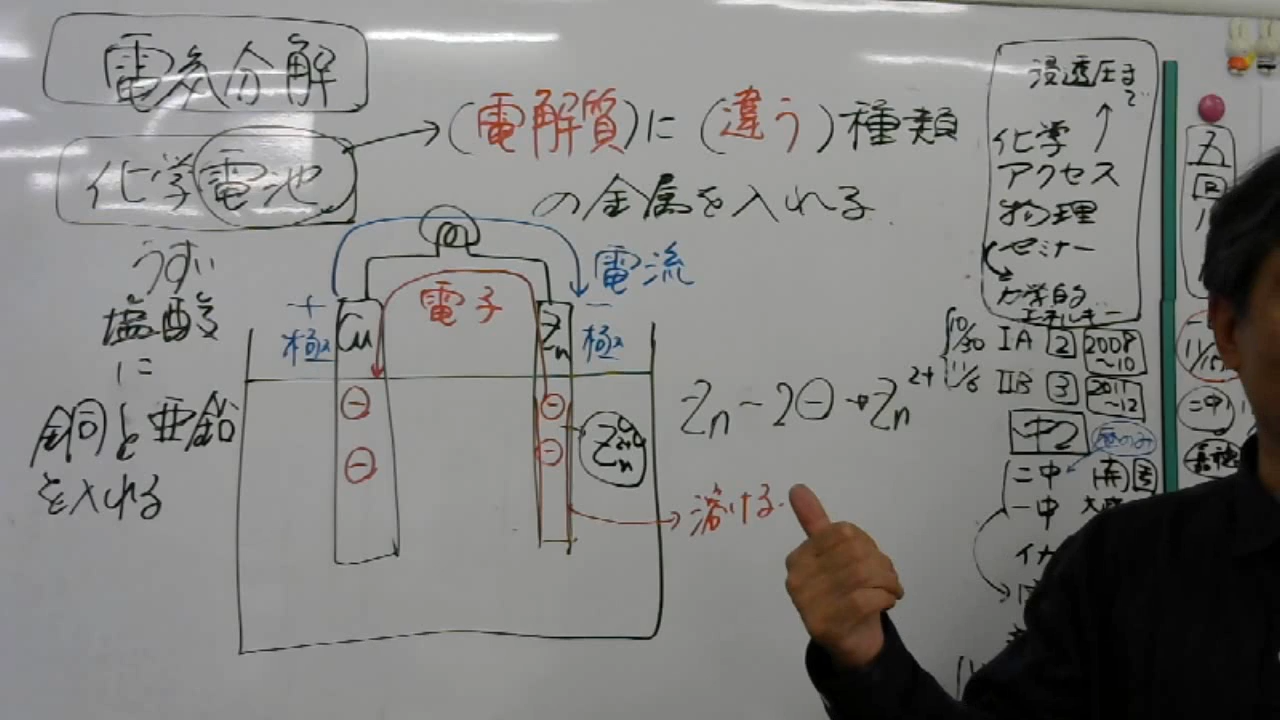 電気分解
化学電池
(電解質)に(違う)種類
の金属を入れる
うすい
塩酸
に
銅と亜鉛
を入れる
電流
電子
+
極
Cu
Zn
−
極
⊖
⊖
⊖
⊖
Zn − 2⊖ → Zn²⁺
溶ける
浸透圧まで
化学
アクセス
物理
セミナー
力学的
エネルギー
10/30 IA 2 2008~10
11/6 IIB 3 2011~12
中2
二中
一中
11/15
二中